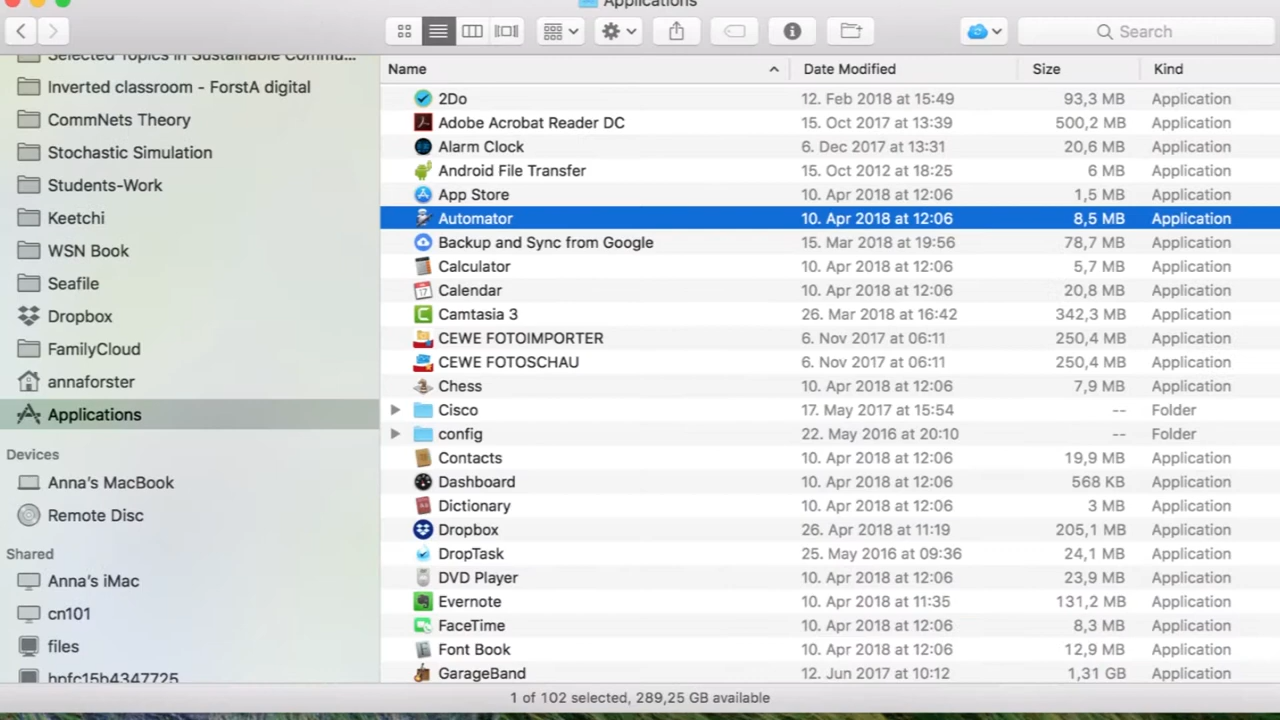 Applications
Search
Selected Topics in Sustainable Commu...
Inverted classroom - ForstA digital
CommNets Theory
Stochastic Simulation
Students-Work
Keetchi
WSN Book
Seafile
Dropbox
FamilyCloud
annaforster
Applications
Devices
Anna's MacBook
Remote Disc
Shared
Anna's iMac
cn101
files
hpfc15b4347725
Name Date Modified Size Kind
2Do 12. Feb 2018 at 15:49 93,3 MB Application
Adobe Acrobat Reader DC 15. Oct 2017 at 13:39 500,2 MB Application
Alarm Clock 6. Dec 2017 at 13:31 20,6 MB Application
Android File Transfer 15. Oct 2012 at 18:25 6 MB Application
App Store 10. Apr 2018 at 12:06 1,5 MB Application
Automator 10. Apr 2018 at 12:06 8,5 MB Application
Backup and Sync from Google 15. Mar 2018 at 19:56 78,7 MB Application
Calculator 10. Apr 2018 at 12:06 5,7 MB Application
Calendar 10. Apr 2018 at 12:06 20,8 MB Application
Camtasia 3 26. Mar 2018 at 16:42 342,3 MB Application
CEWE FOTOIMPORTER 6. Nov 2017 at 06:11 250,4 MB Application
CEWE FOTOSCHAU 6. Nov 2017 at 06:11 250,4 MB Application
Chess 10. Apr 2018 at 12:06 7,9 MB Application
Cisco 17. May 2017 at 15:54 -- Folder
config 22. May 2016 at 20:10 -- Folder
Contacts 10. Apr 2018 at 12:06 19,9 MB Application
Dashboard 10. Apr 2018 at 12:06 568 KB Application
Dictionary 10. Apr 2018 at 12:06 3 MB Application
Dropbox 26. Apr 2018 at 11:19 205,1 MB Application
DropTask 25. May 2016 at 09:36 24,1 MB Application
DVD Player 10. Apr 2018 at 12:06 23,9 MB Application
Evernote 10. Apr 2018 at 11:35 131,2 MB Application
FaceTime 10. Apr 2018 at 12:06 8,3 MB Application
Font Book 10. Apr 2018 at 12:06 12,9 MB Application
GarageBand 12. Jun 2017 at 10:12 1,31 GB Application
1 of 102 selected, 289,25 GB available